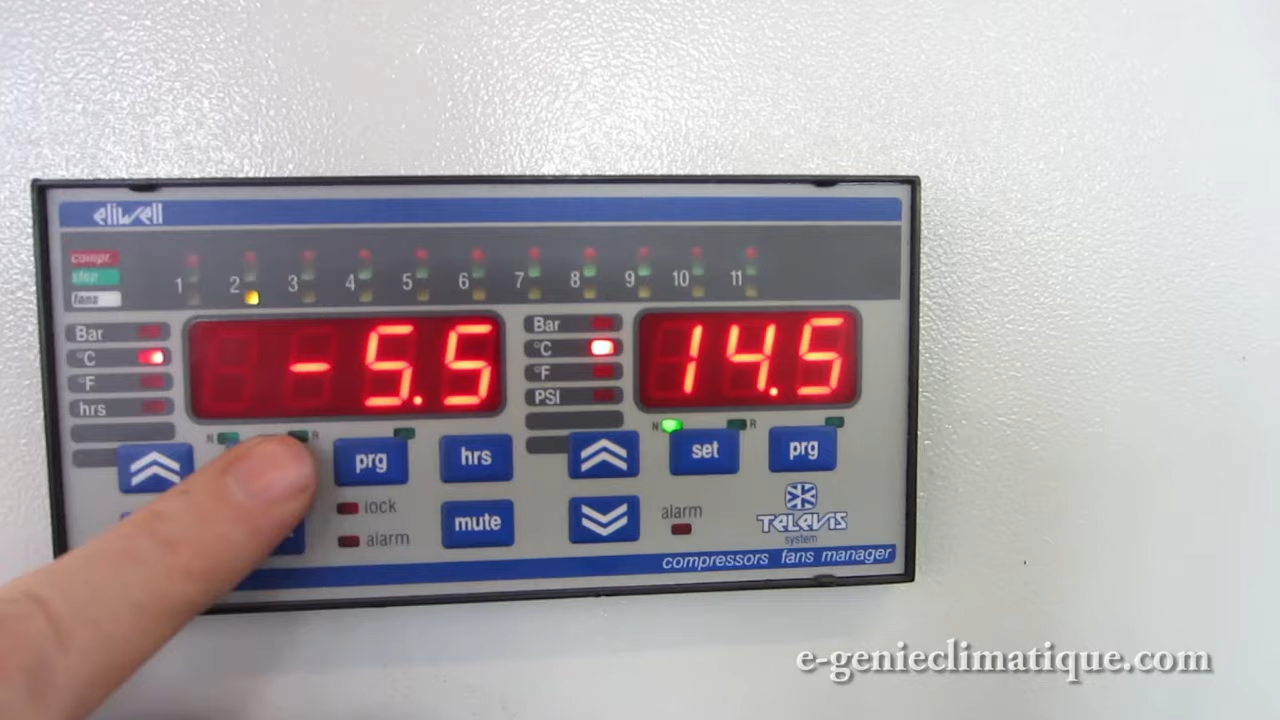 eliwell
compr.
step
fans
1 2 3 4 5 6 7 8 9 10 11
Bar
°C
°F
hrs
-5.5
Bar
°C
°F
PSI
14.5
N R
N R
prg
hrs
set
prg
lock
alarm
mute
alarm
TELEVIS
system
compressors fans manager
e-genieclimatique.com